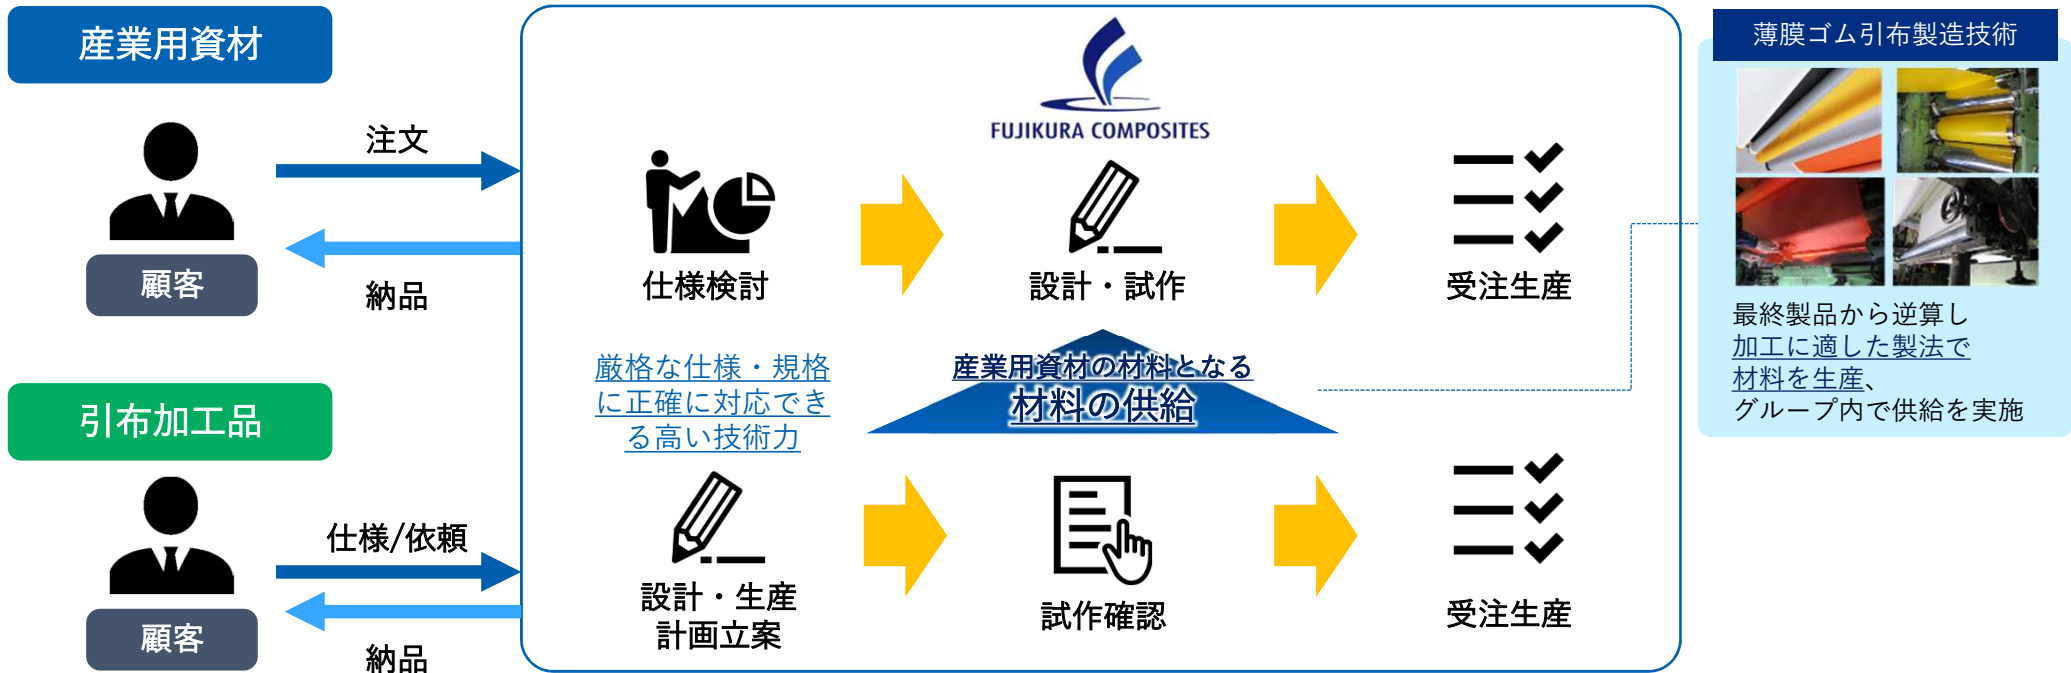 産業用資材
注文
顧客
納品
FUJIKURA COMPOSITES
仕様検討
設計・試作
受注生産
厳格な仕様・規格
に正確に対応でき
る高い技術力
産業用資材の材料となる
材料の供給
引布加工品
仕様/依頼
顧客
納品
設計・生産
計画立案
試作確認
受注生産
薄膜ゴム引布製造技術
最終製品から逆算し
加工に適した製法で
材料を生産、
グループ内で供給を実施